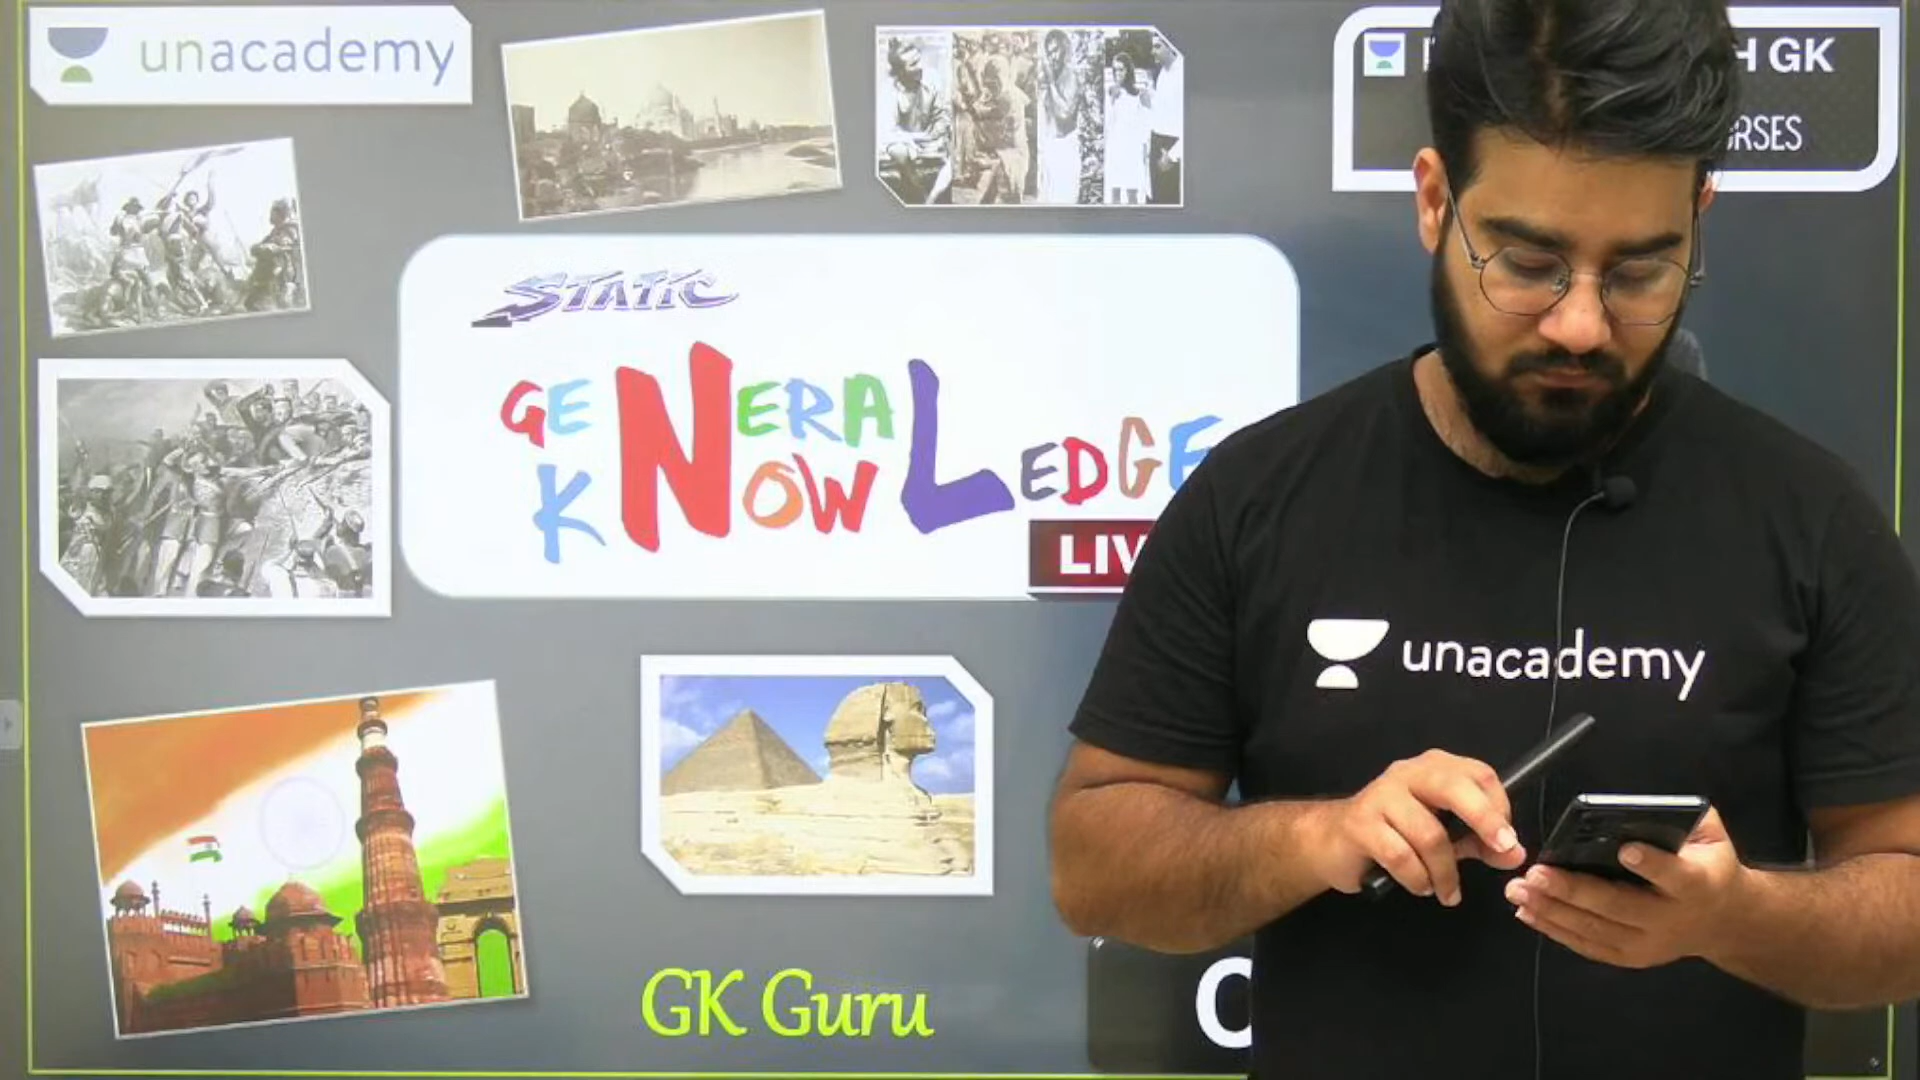 unacademy
H GK
RSES
STATIC
GENERAL
KNOWLEDGE
LIV
unacademy
GK Guru